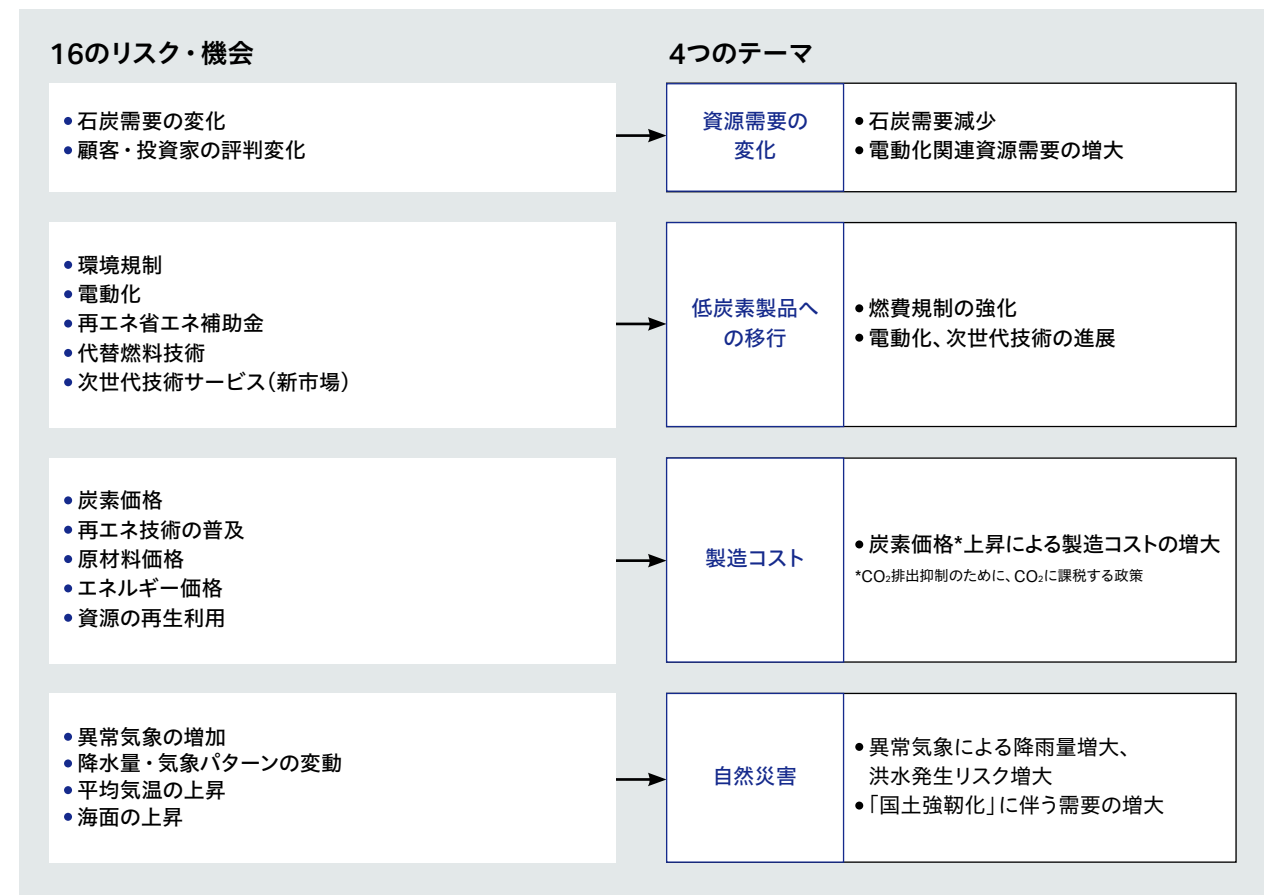 16のリスク・機会
4つのテーマ
• 石炭需要の変化
• 顧客・投資家の評判変化
資源需要の
変化
• 石炭需要減少
• 電動化関連資源需要の増大
• 環境規制
• 電動化
• 再エネ省エネ補助金
• 代替燃料技術
• 次世代技術サービス（新市場）
低炭素製品へ
の移行
• 燃費規制の強化
• 電動化、次世代技術の進展
• 炭素価格
• 再エネ技術の普及
• 原材料価格
• エネルギー価格
• 資源の再生利用
製造コスト
• 炭素価格*上昇による製造コストの増大
*CO₂排出抑制のために、CO₂に課税する政策
• 異常気象の増加
• 降水量・気象パターンの変動
• 平均気温の上昇
• 海面の上昇
自然災害
• 異常気象による降雨量増大、
洪水発生リスク増大
• 「国土強靭化」に伴う需要の増大